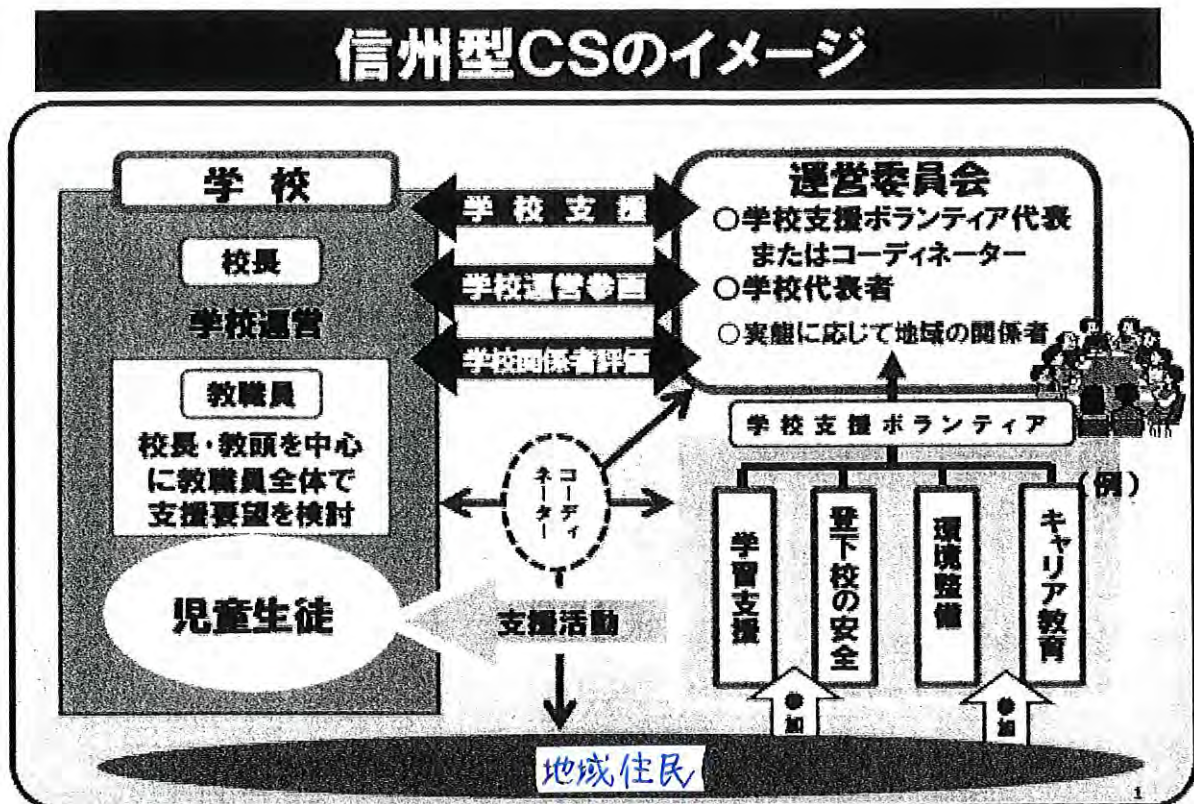 信州型CSのイメージ
学校
校長
学校運営
教職員
校長・教頭を中心
に教職員全体で
支援要望を検討
児童生徒
学校支援
学校運営参画
学校関係者評価
コーディ
ネーター
支援活動
運営委員会
○学校支援ボランティア代表
またはコーディネーター
○学校代表者
○実態に応じて地域の関係者
学校支援ボランティア
(例)
学習支援
登下校の安全
環境整備
キャリア教育
参加
参加
地域住民
1